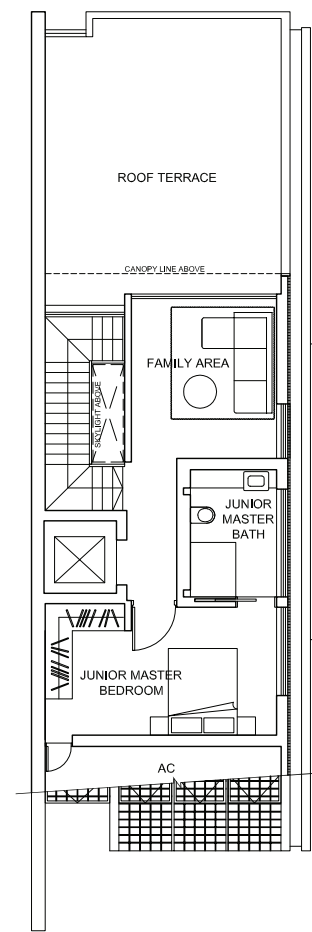 ROOF TERRACE
CANOPY LINE ABOVE
FAMILY AREA
SKYLIGHT ABOVE
JUNIOR
MASTER
BATH
JUNIOR MASTER
BEDROOM
AC